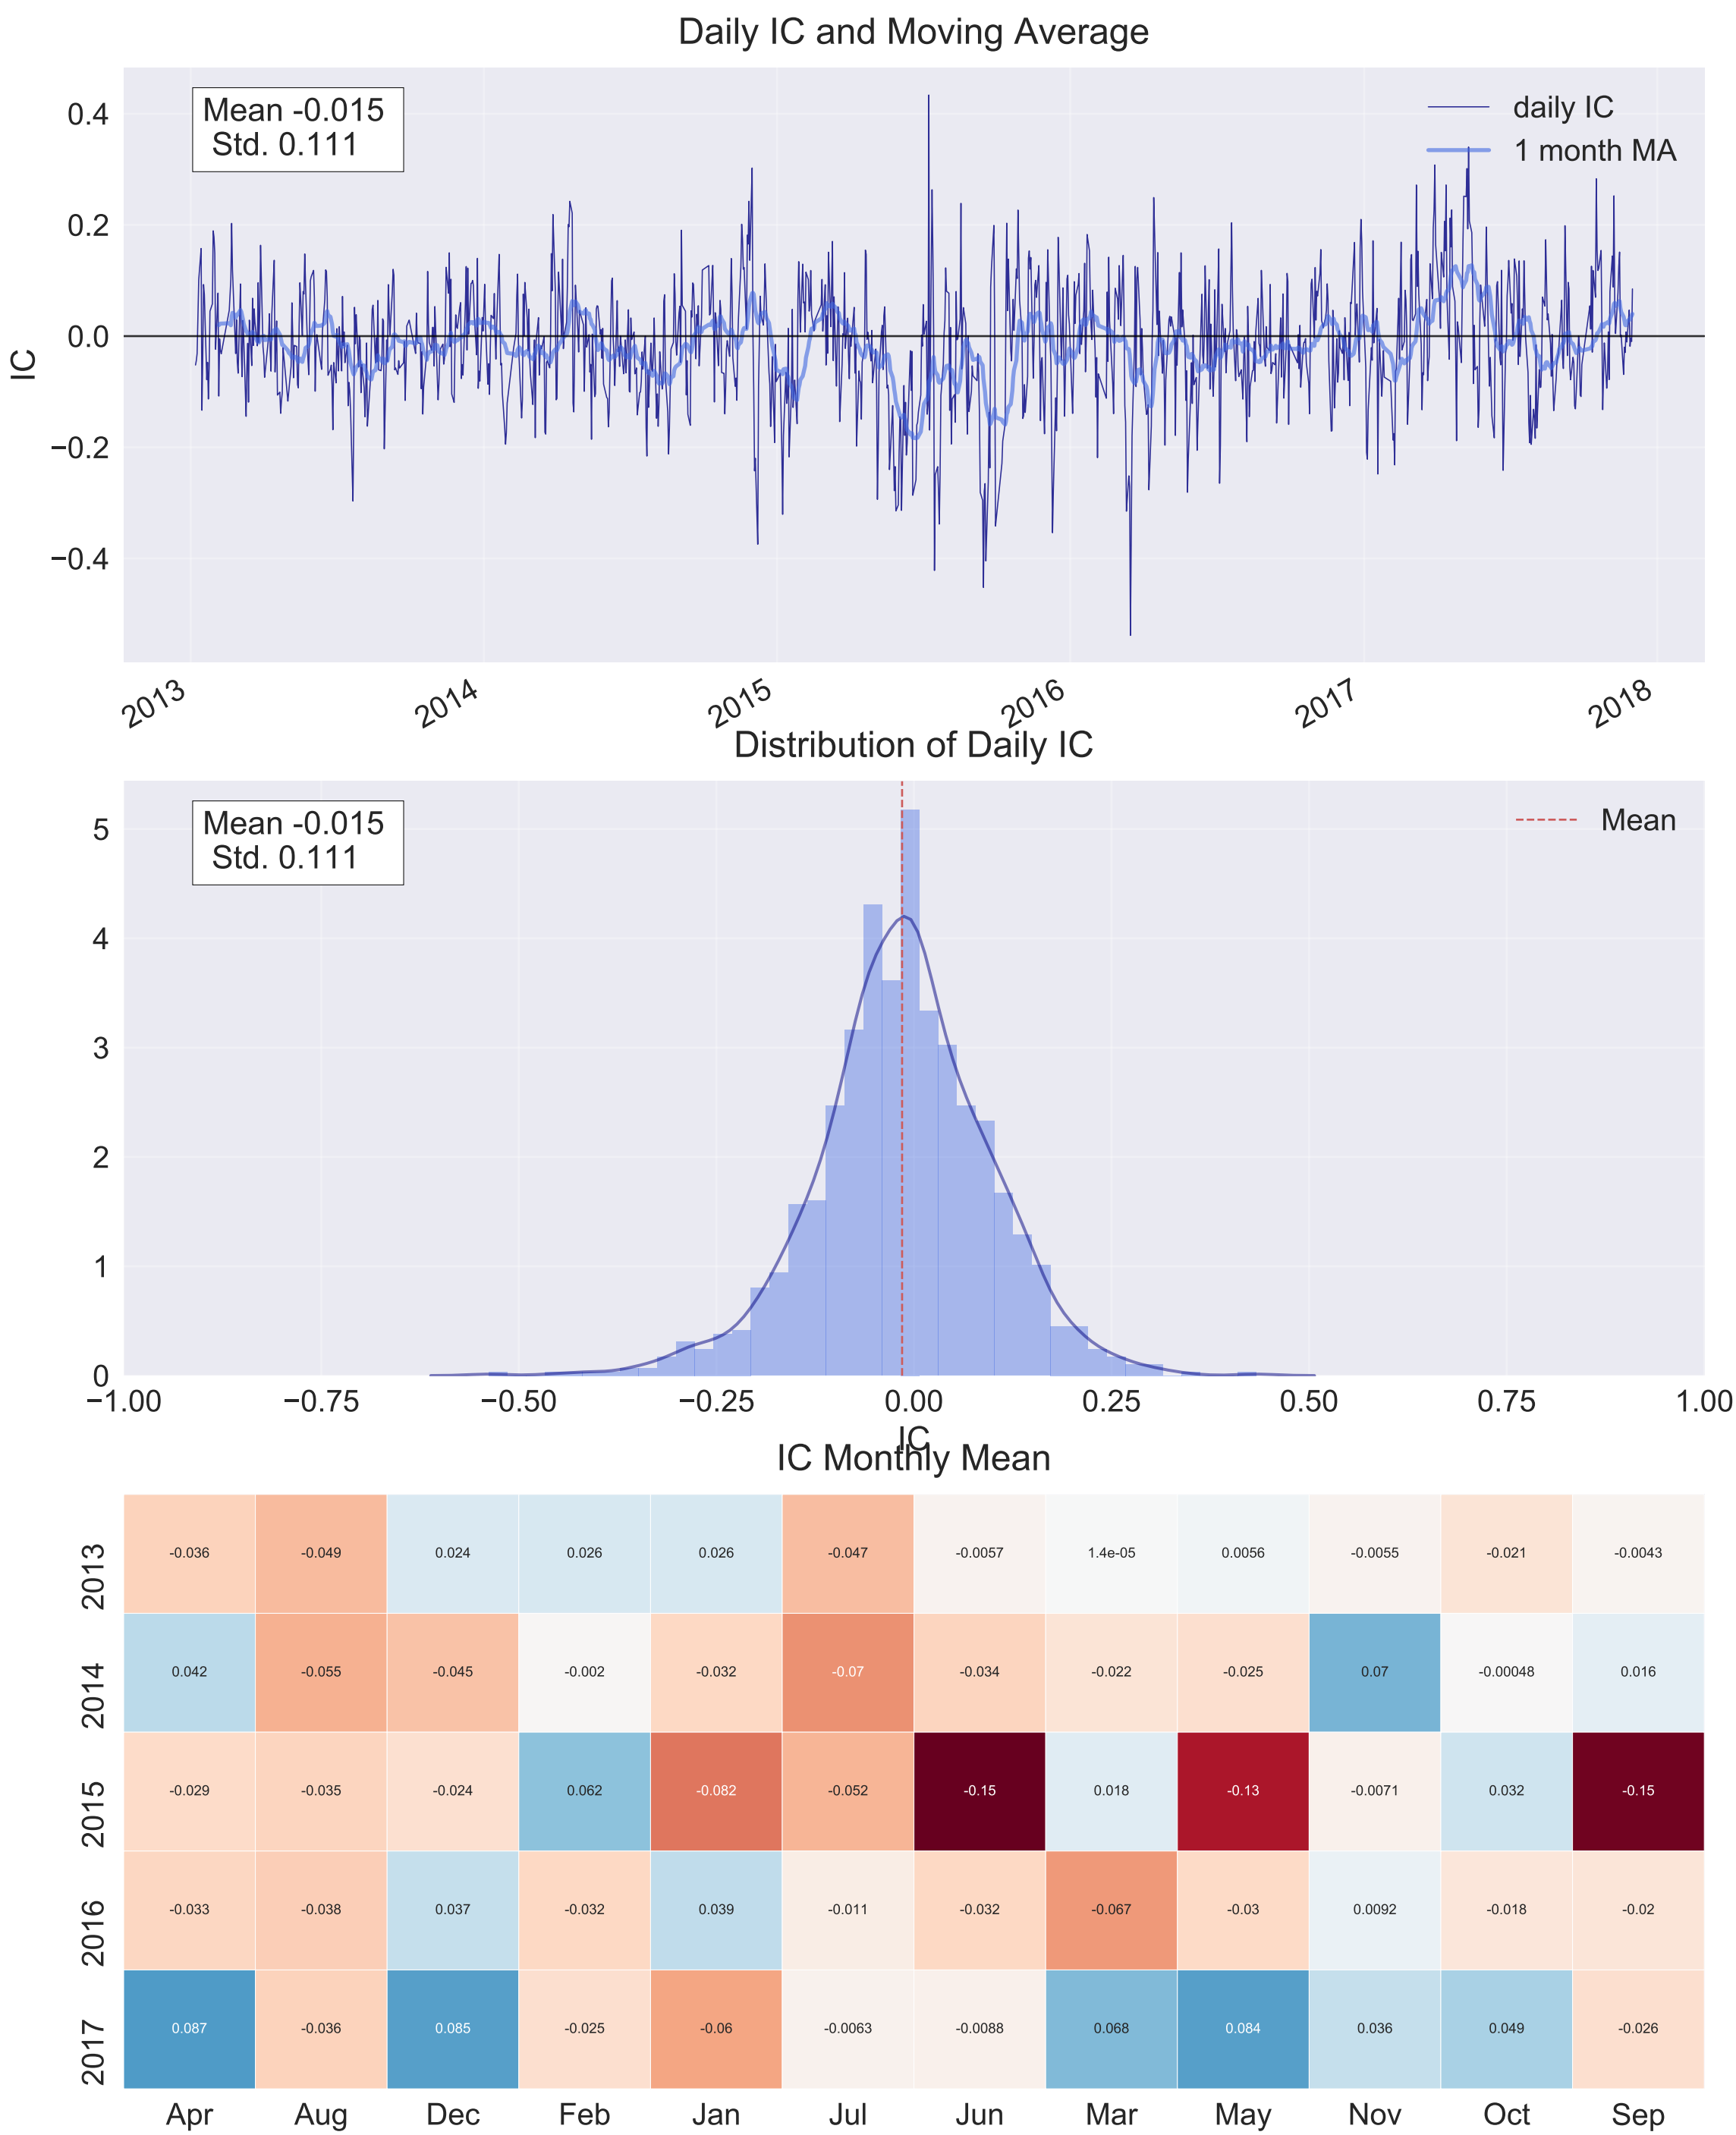 Daily IC and Moving Average
Mean -0.015
Std. 0.111
daily IC
1 month MA
0.4
0.2
0.0
−0.2
−0.4
IC
2013 2014 2015 2016 2017 2018
Distribution of Daily IC
Mean -0.015
Std. 0.111
Mean
5
4
3
2
1
0
−1.00 −0.75 −0.50 −0.25 0.00 0.25 0.50 0.75 1.00
IC
IC Monthly Mean
2013 -0.036 -0.049 0.024 0.026 0.026 -0.047 -0.0057 1.4e-05 0.0056 -0.0055 -0.021 -0.0043
2014 0.042 -0.055 -0.045 -0.002 -0.032 -0.07 -0.034 -0.022 -0.025 0.07 -0.00048 0.016
2015 -0.029 -0.035 -0.024 0.062 -0.082 -0.052 -0.15 0.018 -0.13 -0.0071 0.032 -0.15
2016 -0.033 -0.038 0.037 -0.032 0.039 -0.011 -0.032 -0.067 -0.03 0.0092 -0.018 -0.02
2017 0.087 -0.036 0.085 -0.025 -0.06 -0.0063 -0.0088 0.068 0.084 0.036 0.049 -0.026
Apr Aug Dec Feb Jan Jul Jun Mar May Nov Oct Sep